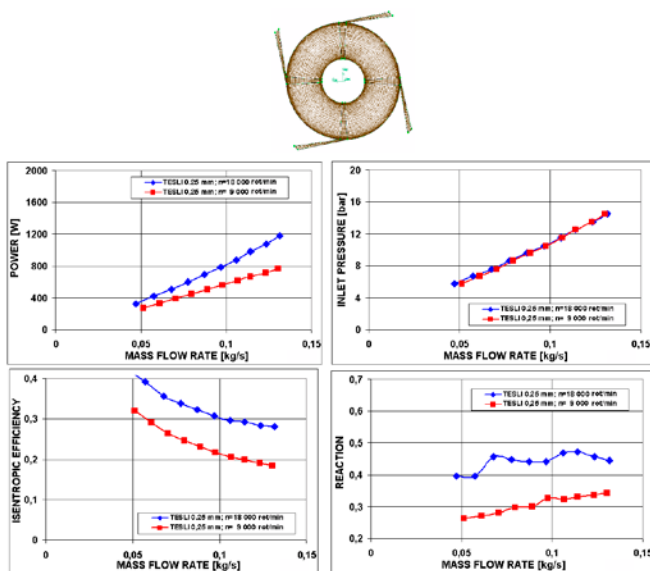 2000
1600
1200
800
400
0
POWER [W]
TESLI 0,25 mm; n=18 000 rot/min
TESLI 0,25 mm; n= 9 000 rot/min
0
0,05
0,1
0,15
MASS FLOW RATE [kg/s]
20
16
12
8
4
0
INLET PRESSURE [bar]
TESLI 0,25 mm; n=18 000 rot/min
TESLI 0,25 mm; n= 9 000 rot/min
0
0,05
0,1
0,15
MASS FLOW RATE [kg/s]
0,4
0,3
0,2
0,1
0
ISENTROPIC EFFICIENCY
TESLI 0,25 mm; n=18 000 rot/min
TESLI 0,25 mm; n= 9 000 rot/min
0
0,05
0,1
0,15
MASS FLOW RATE [kg/s]
0,7
0,6
0,5
0,4
0,3
0,2
REACTION
TESLI 0,25 mm; n=18 000 rot/min
TESLI 0,25 mm; n= 9 000 rot/min
0
0,05
0,1
0,15
MASS FLOW RATE [kg/s]